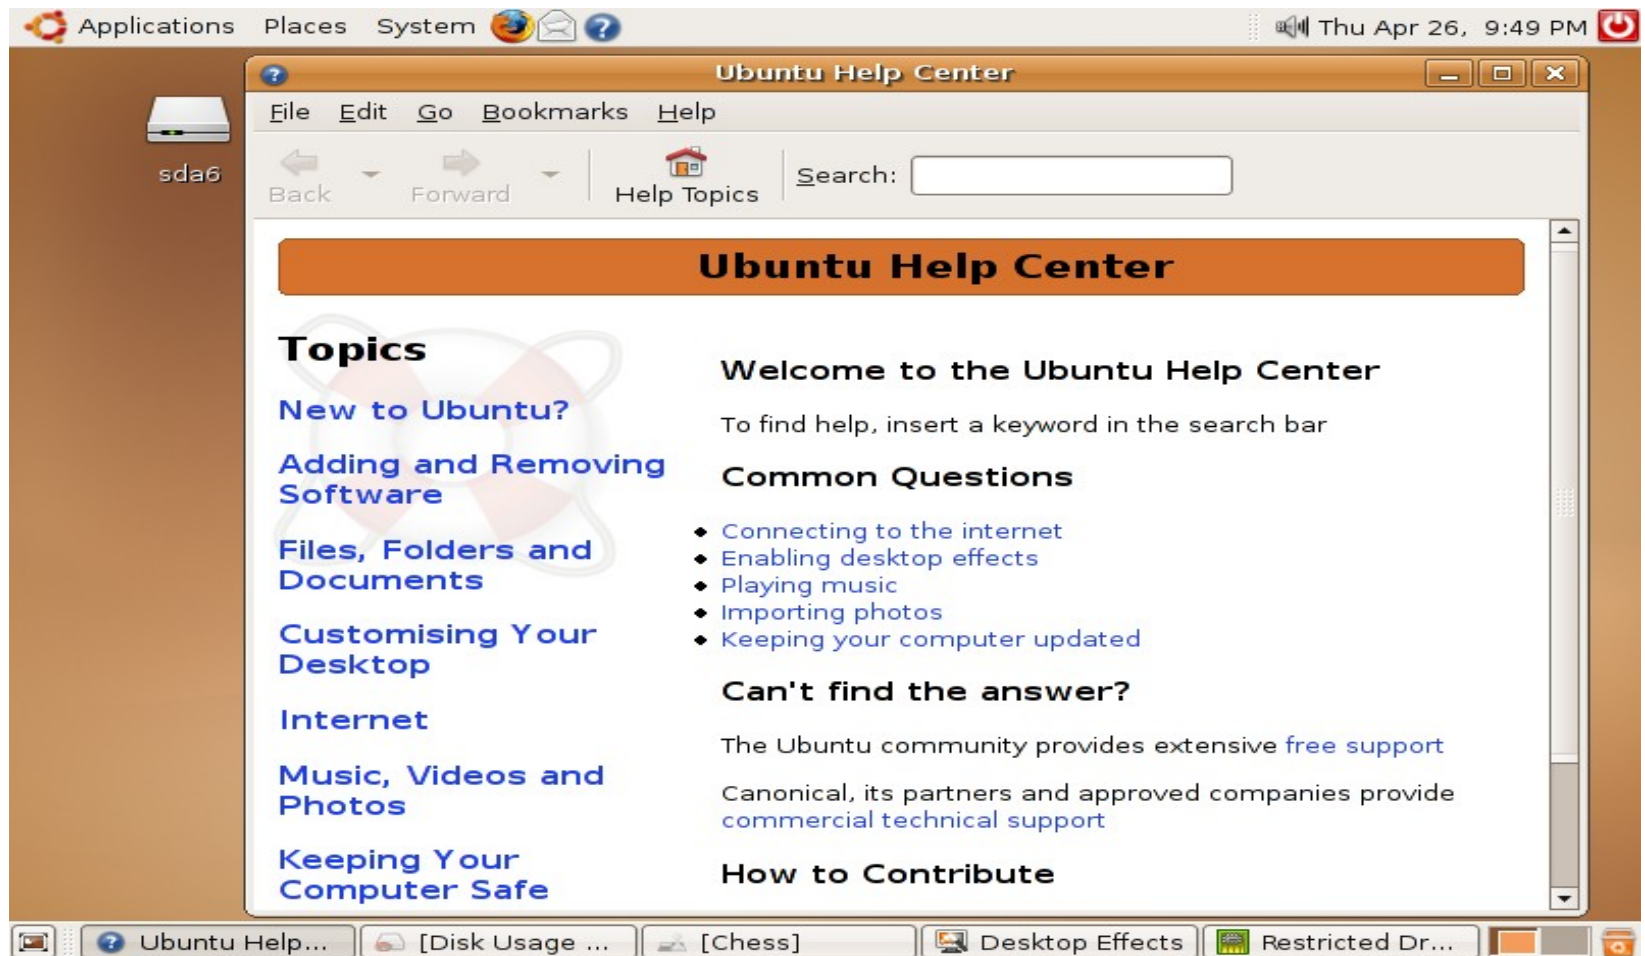 Applications Places System Thu Apr 26, 9:49 PM
Ubuntu Help Center
sda6
File Edit Go Bookmarks Help
Back Forward Help Topics Search:
Ubuntu Help Center
Topics
New to Ubuntu?
Adding and Removing
Software
Files, Folders and
Documents
Customising Your
Desktop
Internet
Music, Videos and
Photos
Keeping Your
Computer Safe
Welcome to the Ubuntu Help Center
To find help, insert a keyword in the search bar
Common Questions
Connecting to the internet
Enabling desktop effects
Playing music
Importing photos
Keeping your computer updated
Can't find the answer?
The Ubuntu community provides extensive free support
Canonical, its partners and approved companies provide
commercial technical support
How to Contribute
Ubuntu Help... [Disk Usage ... [Chess] Desktop Effects Restricted Dr...